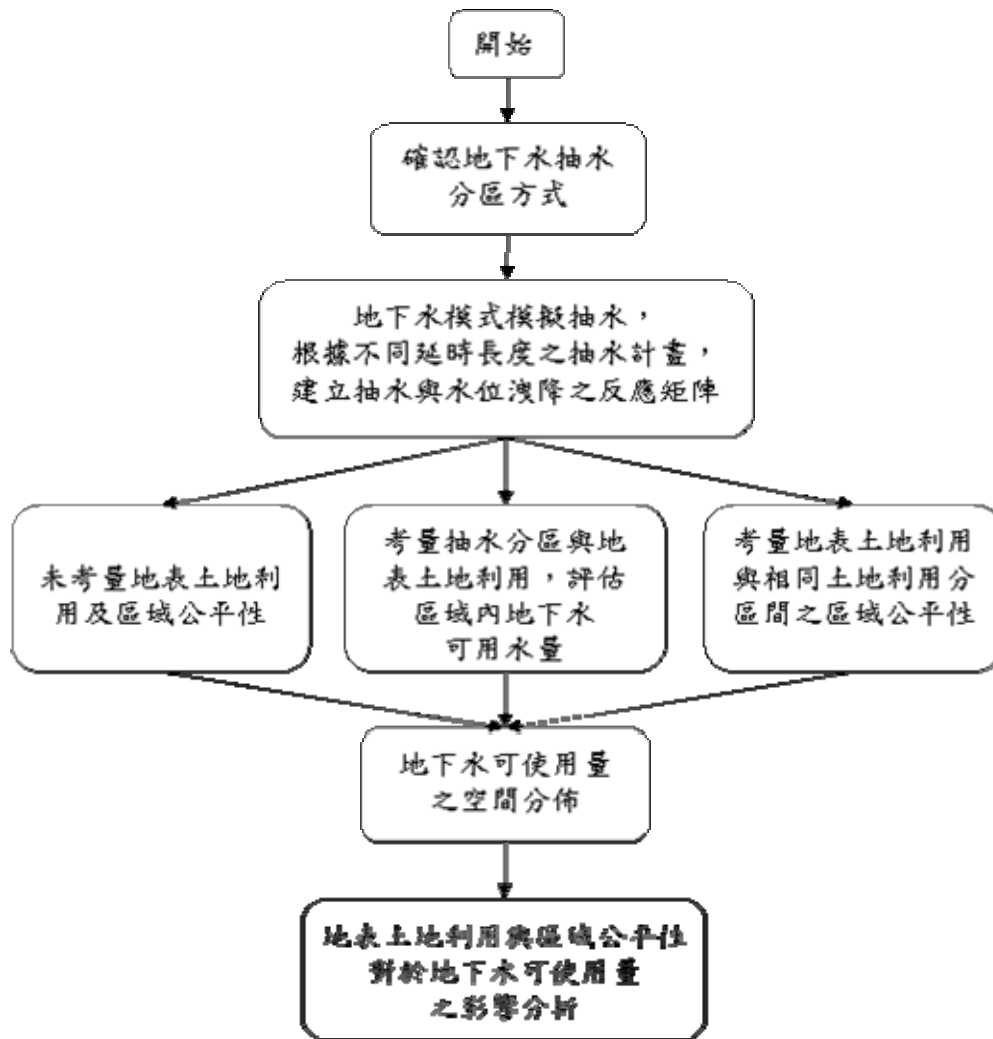 開始
確認地下水抽水
分區方式
地下水模式模擬抽水，
根據不同延時長度之抽水計畫，
建立抽水與水位洩降之反應矩陣
未考量地表土地利
用及區域公平性
考量抽水分區與地
表土地利用，評估
區域內地下水
可用水量
考量地表土地利用
與相同土地利用分
區間之區域公平性
地下水可使用量
之空間分佈
地表土地利用與區域公平性
對於地下水可使用量
之影響分析